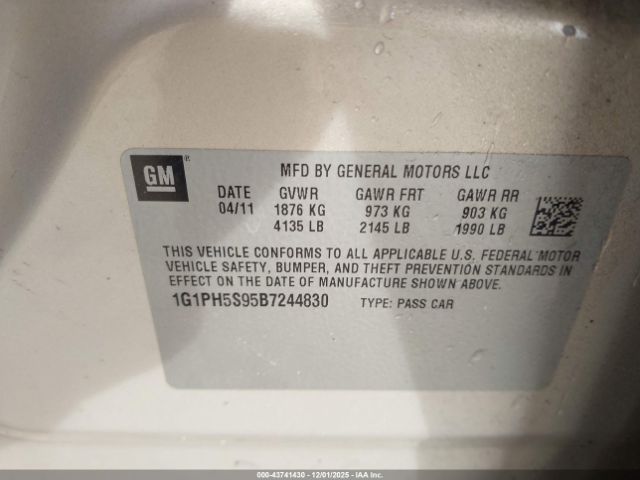 GM ®
MFD BY GENERAL MOTORS LLC
DATE GVWR GAWR FRT GAWR RR
04/11 1876 KG 973 KG 903 KG
4135 LB 2145 LB 1990 LB
THIS VEHICLE CONFORMS TO ALL APPLICABLE U.S. FEDERAL MOTOR
VEHICLE SAFETY, BUMPER, AND THEFT PREVENTION STANDARDS IN
EFFECT ON THE DATE OF MANUFACTURE SHOWN ABOVE.
1G1PH5S95B7244830 TYPE: PASS CAR
000-43741430 - 12/01/2025 - IAA Inc.